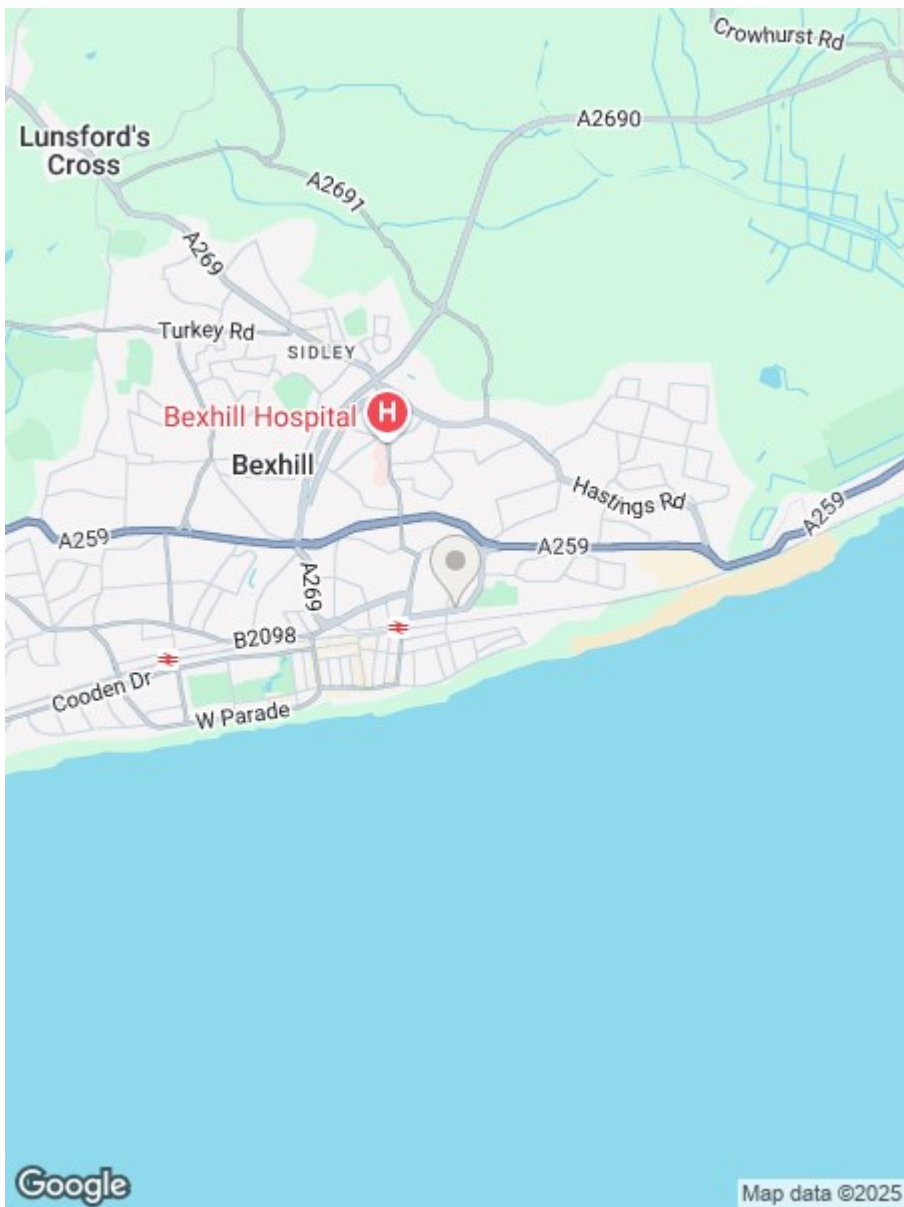 Crowhurst Rd
A2690
Lunsford's
Cross
A2691
A269
Turkey Rd
SIDLEY
Bexhill Hospital
H
Bexhill
Hastings Rd
A259
A259
A259
A269
B2098
Cooden Dr
W Parade
Google
Map data ©2025